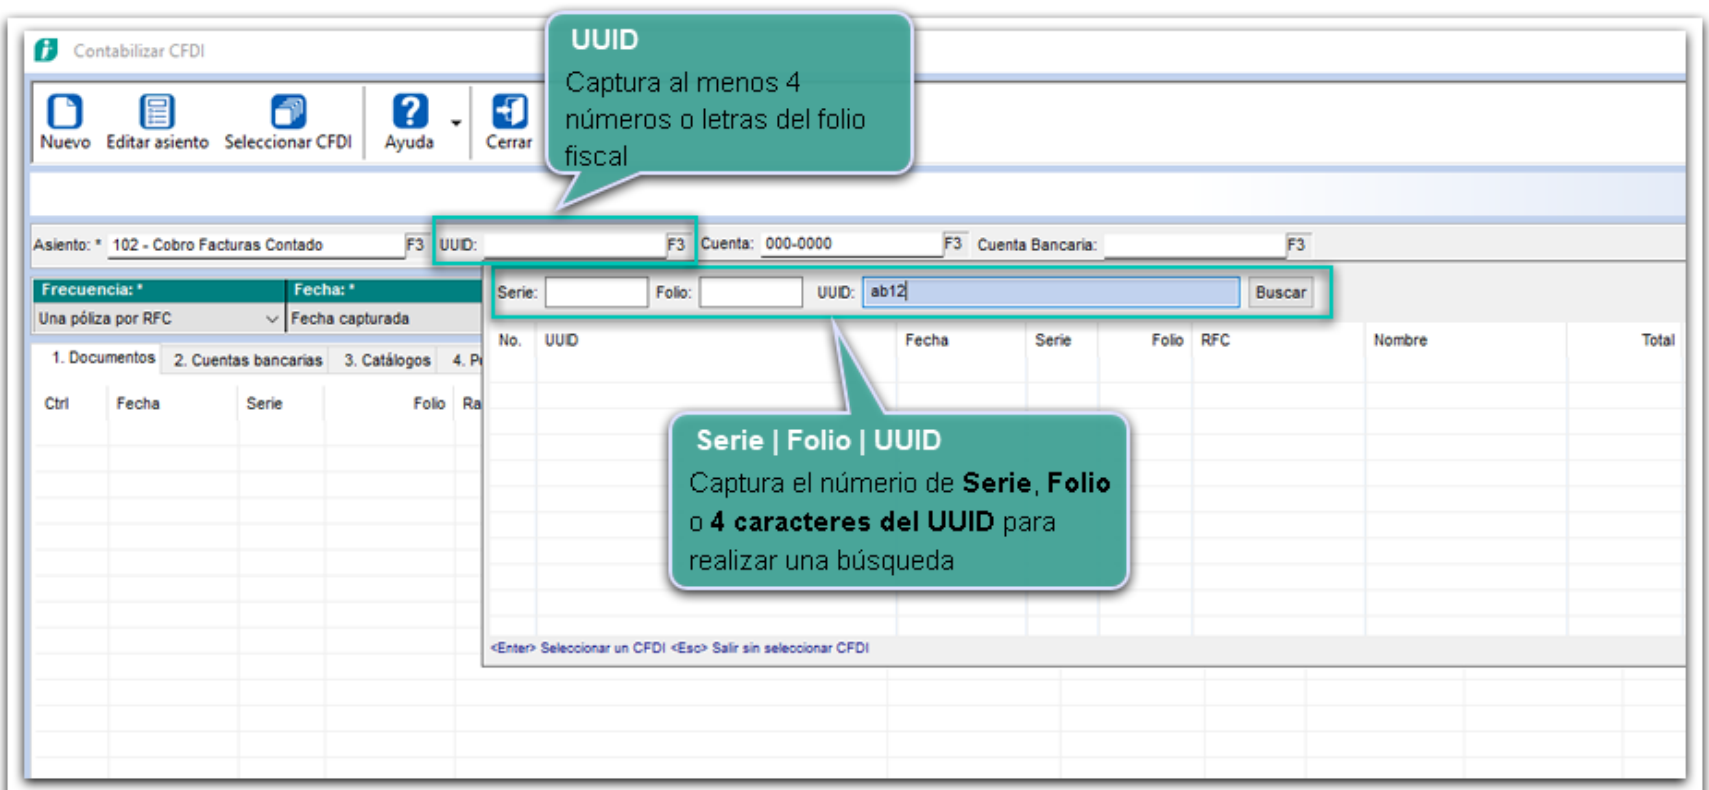 Contabilizar CFDI
UUID
Captura al menos 4
números o letras del folio
fiscal
Nuevo Editar asiento Seleccionar CFDI Ayuda Cerrar
Asiento: * 102 - Cobro Facturas Contado F3 UUID: F3 Cuenta: 000-0000 F3 Cuenta Bancaria: F3
Frecuencia: * Fecha: *
Una póliza por RFC Fecha capturada
Serie: Folio: UUID: ab12 Buscar
1. Documentos 2. Cuentas bancarias 3. Catálogos 4. P
No. UUID Fecha Serie Folio RFC Nombre Total
Ctrl Fecha Serie Folio Ra
Serie | Folio | UUID
Captura el númerio de Serie, Folio
o 4 caracteres del UUID para
realizar una búsqueda
<Enter> Seleccionar un CFDI <Esc> Salir sin seleccionar CFDI